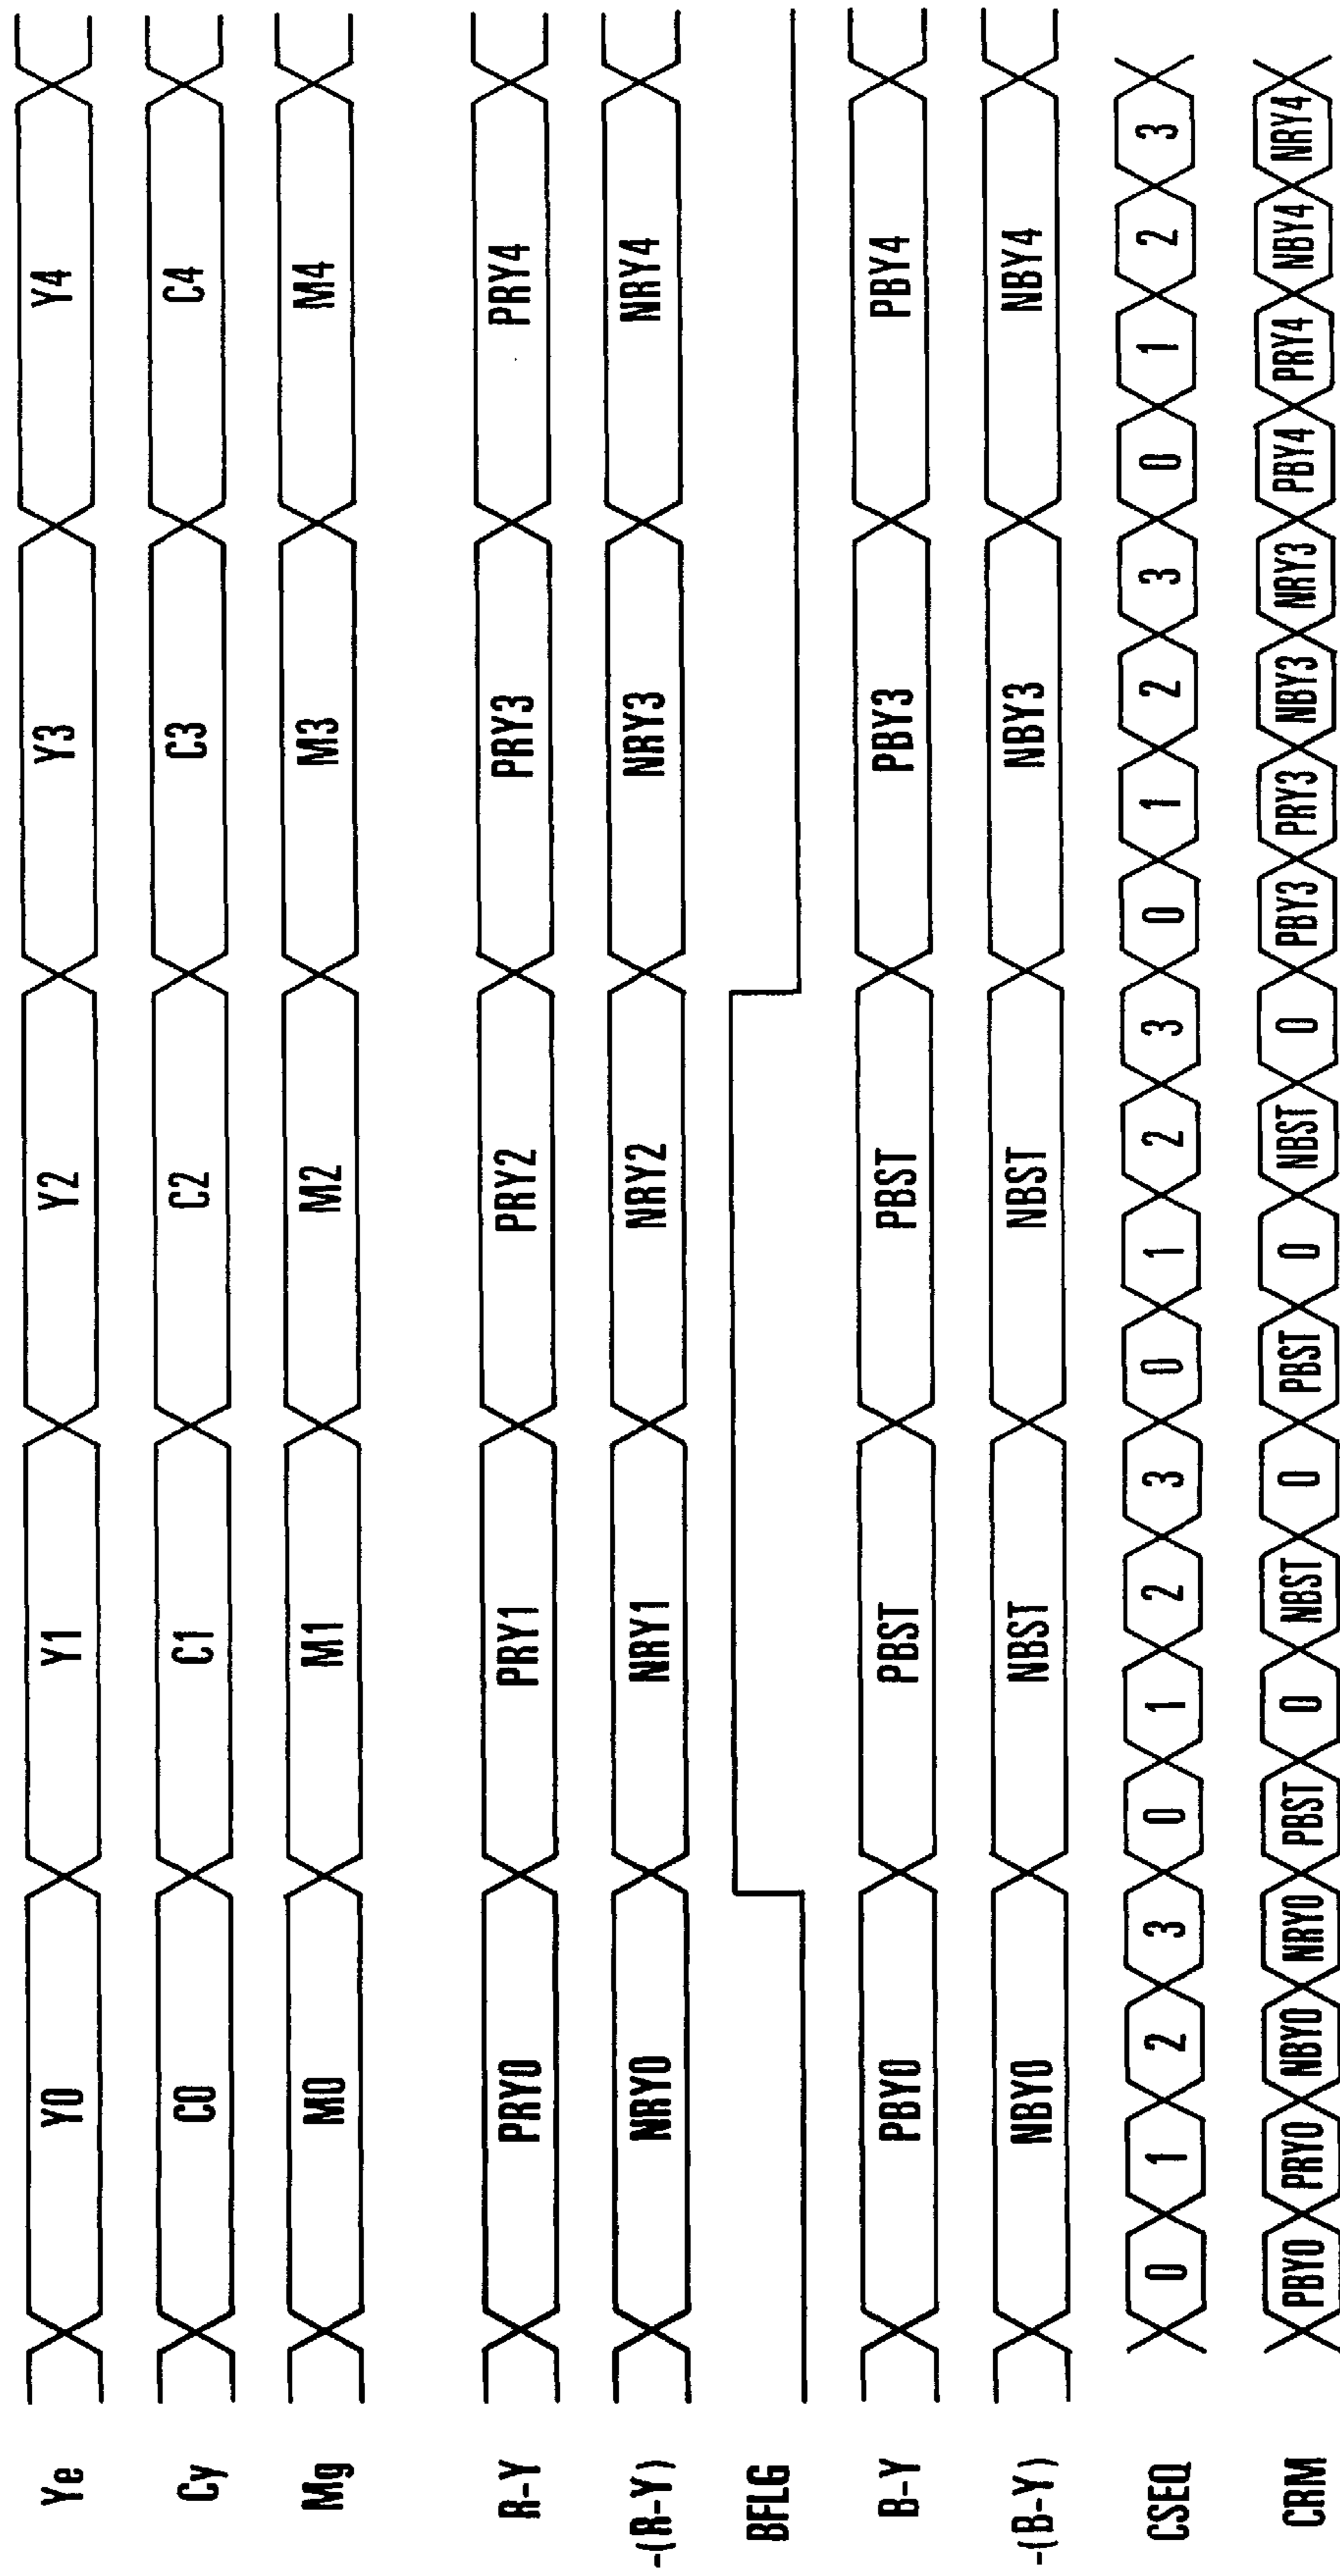 Ye Y0 Y1 Y2 Y3 Y4
Cy C0 C1 C2 C3 C4
Mg M0 M1 M2 M3 M4
R-Y PRY0 PRY1 PRY2 PRY3 PRY4
-(R-Y) NRY0 NRY1 NRY2 NRY3 NRY4
BFLG
B-Y PBY0 PBST PBST PBY3 PBY4
-(B-Y) NBY0 NBST NBST NBY3 NBY4
CSEQ 0 1 2 3 0 1 2 3 0 1 2 3 0 1 2 3 0 1 2 3
CRM PBY0 PRY0 NBY0 NRY0 PBST 0 NBST 0 PBST 0 NBST 0 PBY3 PRY3 NBY3 NRY3 PBY4 PRY4 NBY4 NRY4